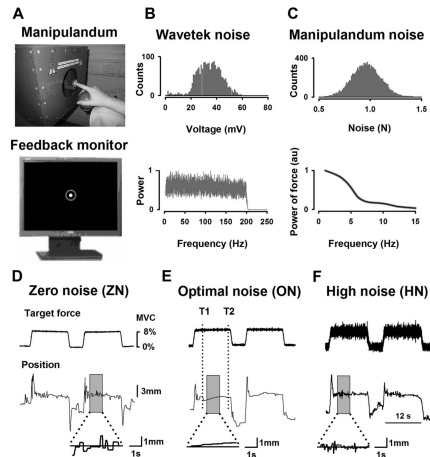 A
Manipulandum
Feedback monitor
B
Wavetek noise
Counts
100
0
0 20 40 60 80
Voltage (mV)
Power
1
0
0 50 100 150 200 250
Frequency (Hz)
C
Manipulandum noise
Counts
400
0
0.5 1.0 1.5
Noise (N)
Power of force (au)
1
0
0 5 10 15
Frequency (Hz)
D
Zero noise (ZN)
Target force
MVC
8%
0%
Position
3mm
1mm
1s
E
Optimal noise (ON)
T1 T2
1mm
1s
F
High noise (HN)
12 s
1mm
1s